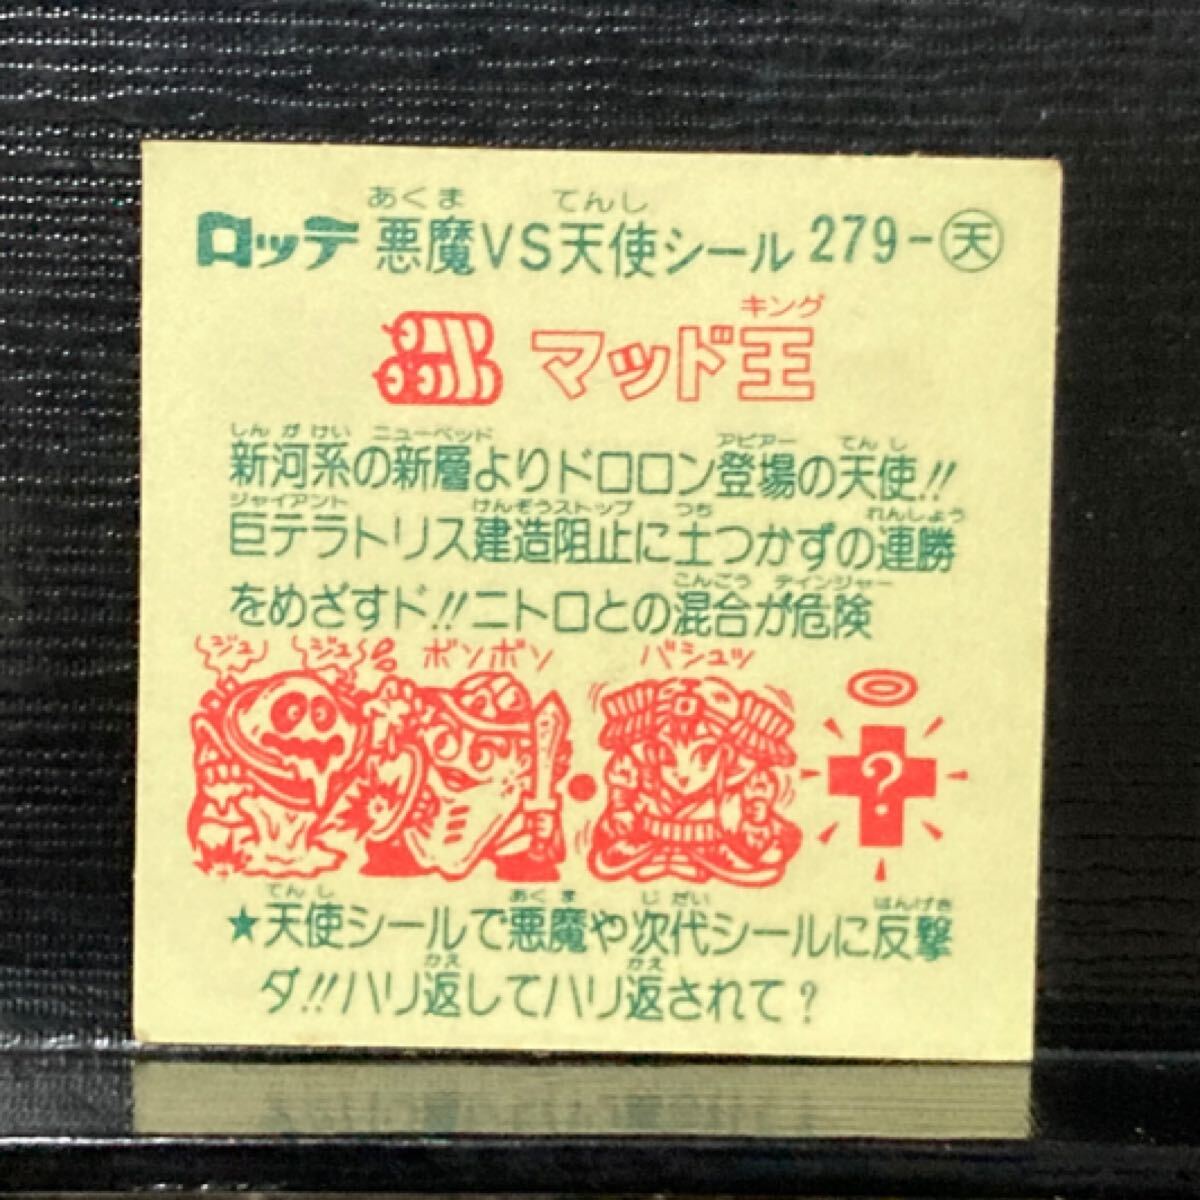 あくま てんし
ロッテ 悪魔VS天使シール 279-天
キング
マッド王
しんがけい ニューベッド アピアー てんし
新河系の新層よりドロロン登場の天使!!
ジャイアント けんぞうストップ つち れんしょう
巨テラトリス建造阻止に土つかずの連勝
こんごう デインジャー
をめざすド!!ニトロとの混合が危険
ジュ ジュ ボンボン バシュッ
?
てんし あくま じだい はんげき
★天使シールで悪魔や次代シールに反撃
かえ かえ
ダ!!ハリ返してハリ返されて?